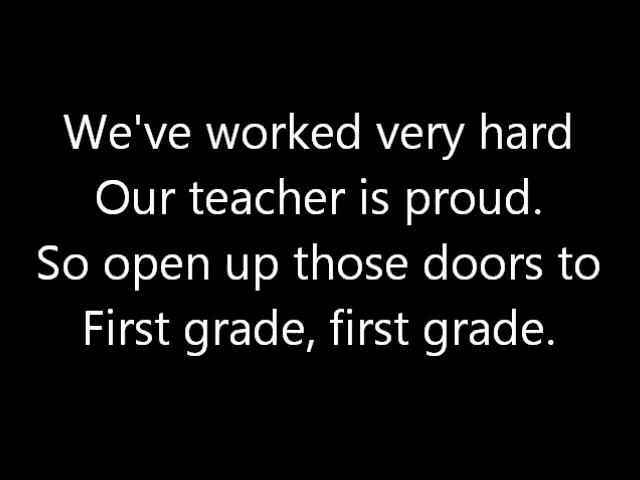 We've worked very hard
Our teacher is proud.
So open up those doors to
First grade, first grade.